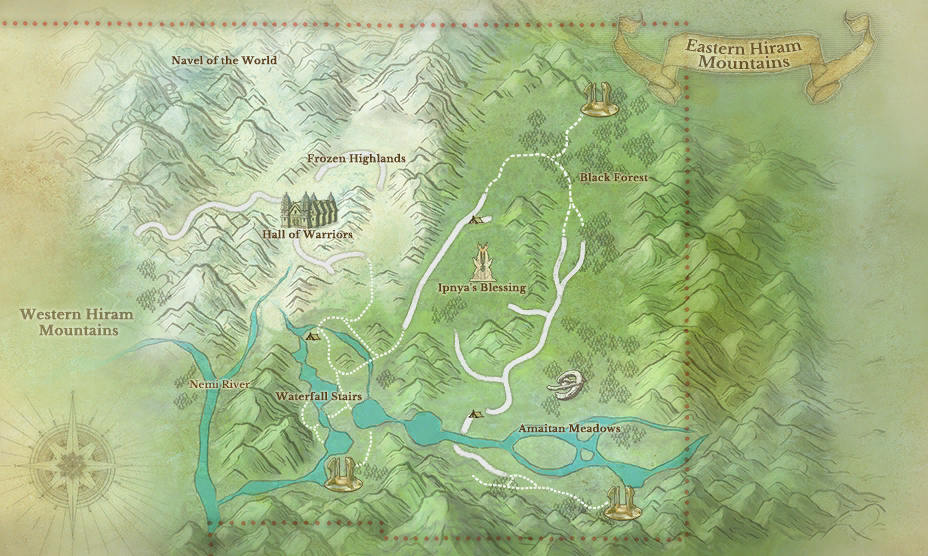 Eastern Hiram
Mountains
Navel of the World
Frozen Highlands
Black Forest
Hall of Warriors
Ipnya's Blessing
Western Hiram
Mountains
Nemi River
Waterfall Stairs
Amaitan Meadows